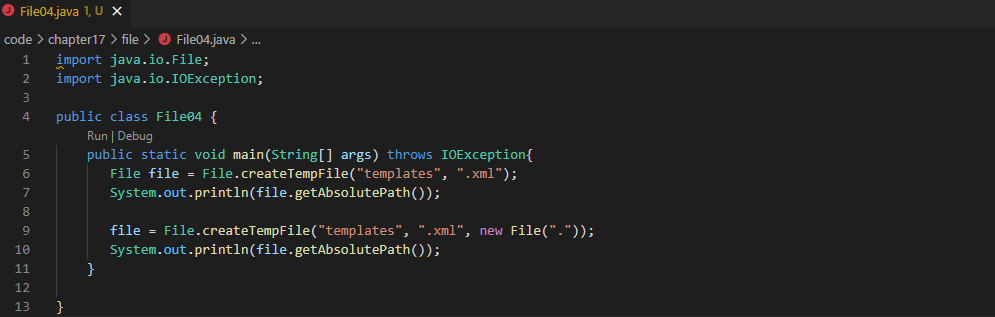 File04.java 1, U
code > chapter17 > file > File04.java > ...
1 import java.io.File;
2 import java.io.IOException;
3
4 public class File04 {
Run | Debug
5 public static void main(String[] args) throws IOException{
6 File file = File.createTempFile("templates", ".xml");
7 System.out.println(file.getAbsolutePath());
8
9 file = File.createTempFile("templates", ".xml", new File("."));
10 System.out.println(file.getAbsolutePath());
11 }
12
13 }